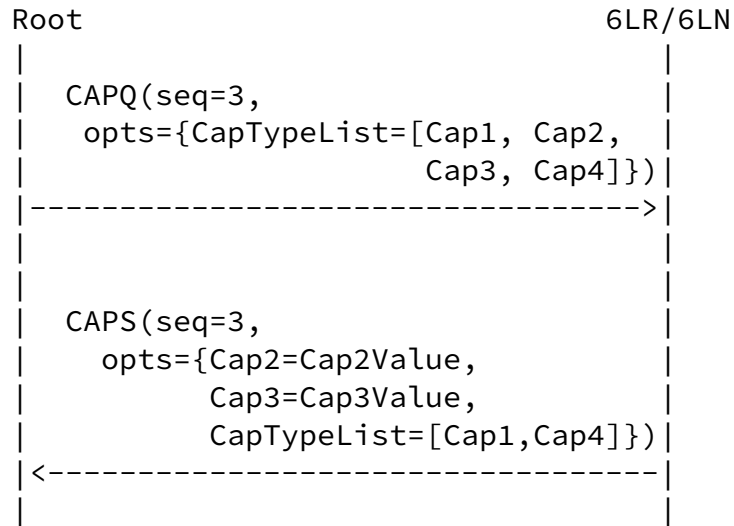 Root 6LR/6LN
CAPQ(seq=3,
opts={CapTypeList=[Cap1, Cap2,
Cap3, Cap4]})
CAPS(seq=3,
opts={Cap2=Cap2Value,
Cap3=Cap3Value,
CapTypeList=[Cap1,Cap4]})